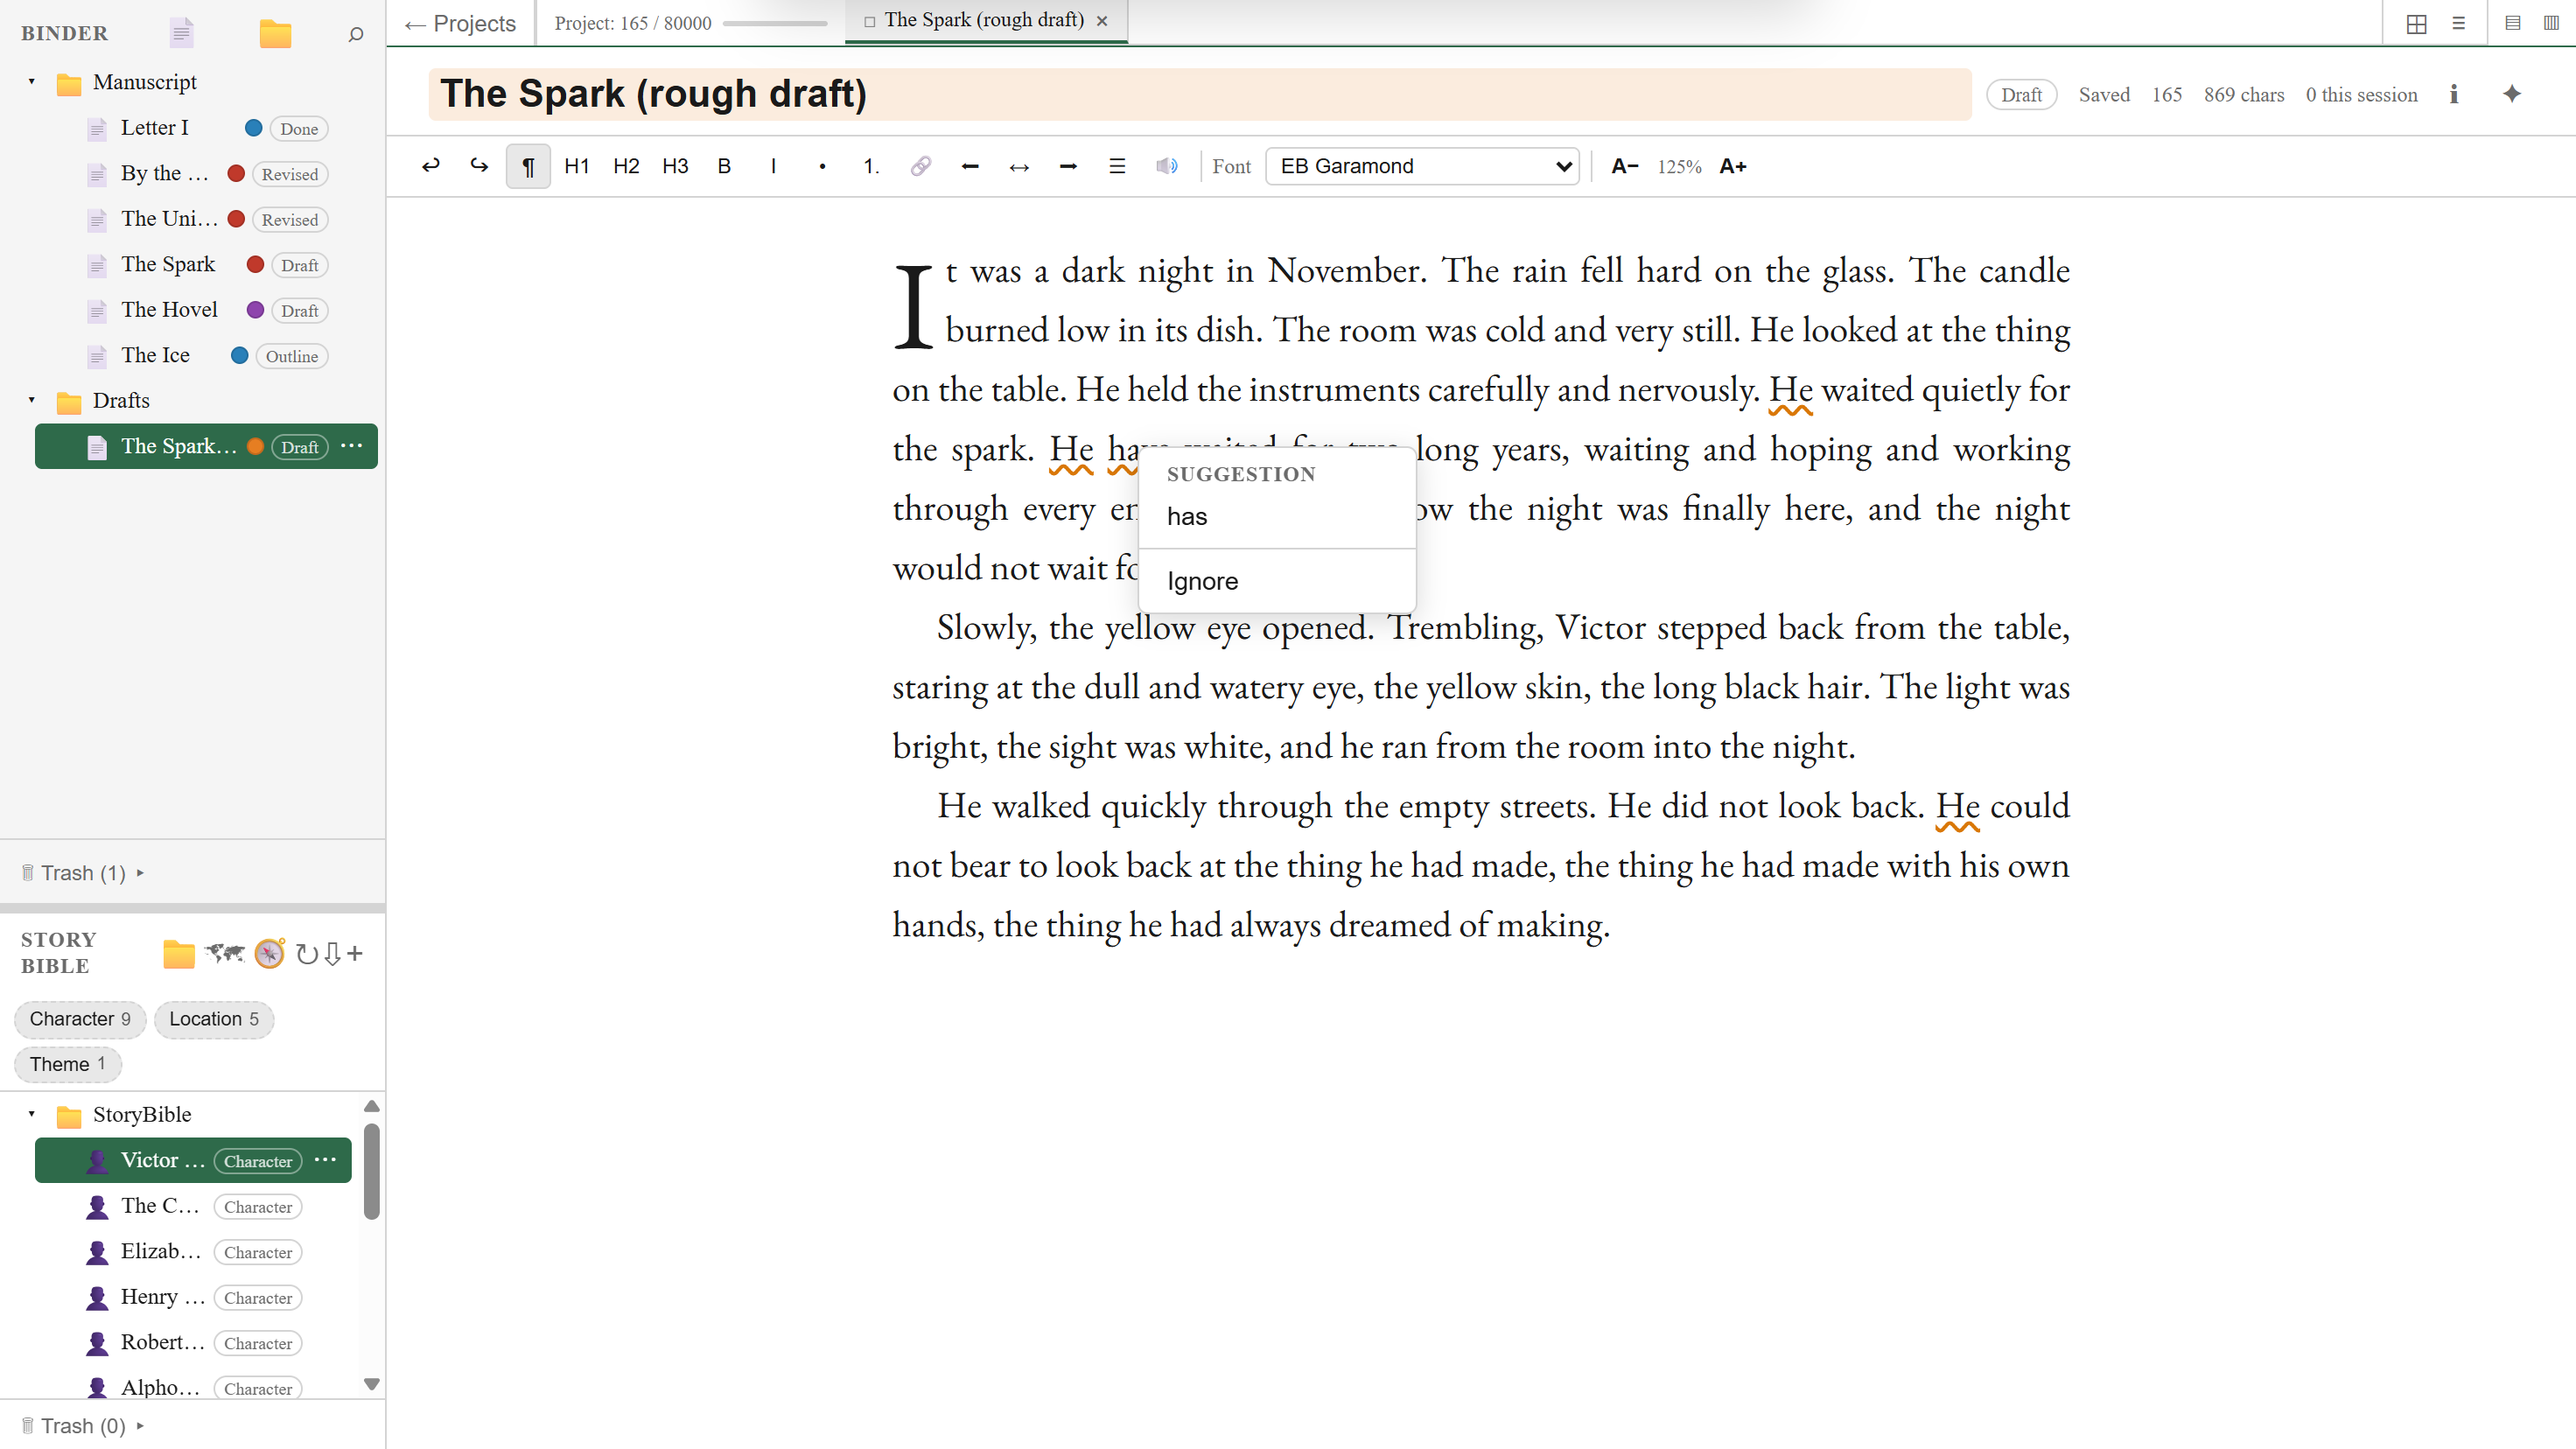 BINDER
Manuscript
Letter I Done
By the ... Revised
The Uni... Revised
The Spark Draft
The Hovel Draft
The Ice Outline
Drafts
The Spark... Draft ...
Trash (1)
STORY BIBLE
Character 9 Location 5
Theme 1
StoryBible
Victor ... Character ...
The C... Character
Elizab... Character
Henry ... Character
Robert... Character
Alpho... Character
Trash (0)
← Projects Project: 165 / 80000 The Spark (rough draft) ×
The Spark (rough draft) Draft Saved 165 869 chars 0 this session
¶ H1 H2 H3 B I • 1. Font EB Garamond A− 125% A+
It was a dark night in November. The rain fell hard on the glass. The candle
burned low in its dish. The room was cold and very still. He looked at the thing
on the table. He held the instruments carefully and nervously. He waited quietly for
the spark. He have waited for two long years, waiting and hoping and working
through every the night was finally here, and the night
would not wait
SUGGESTION
has
Ignore
Slowly, the yellow eye opened. Trembling, Victor stepped back from the table,
staring at the dull and watery eye, the yellow skin, the long black hair. The light was
bright, the sight was white, and he ran from the room into the night.
He walked quickly through the empty streets. He did not look back. He could
not bear to look back at the thing he had made, the thing he had made with his own
hands, the thing he had always dreamed of making.